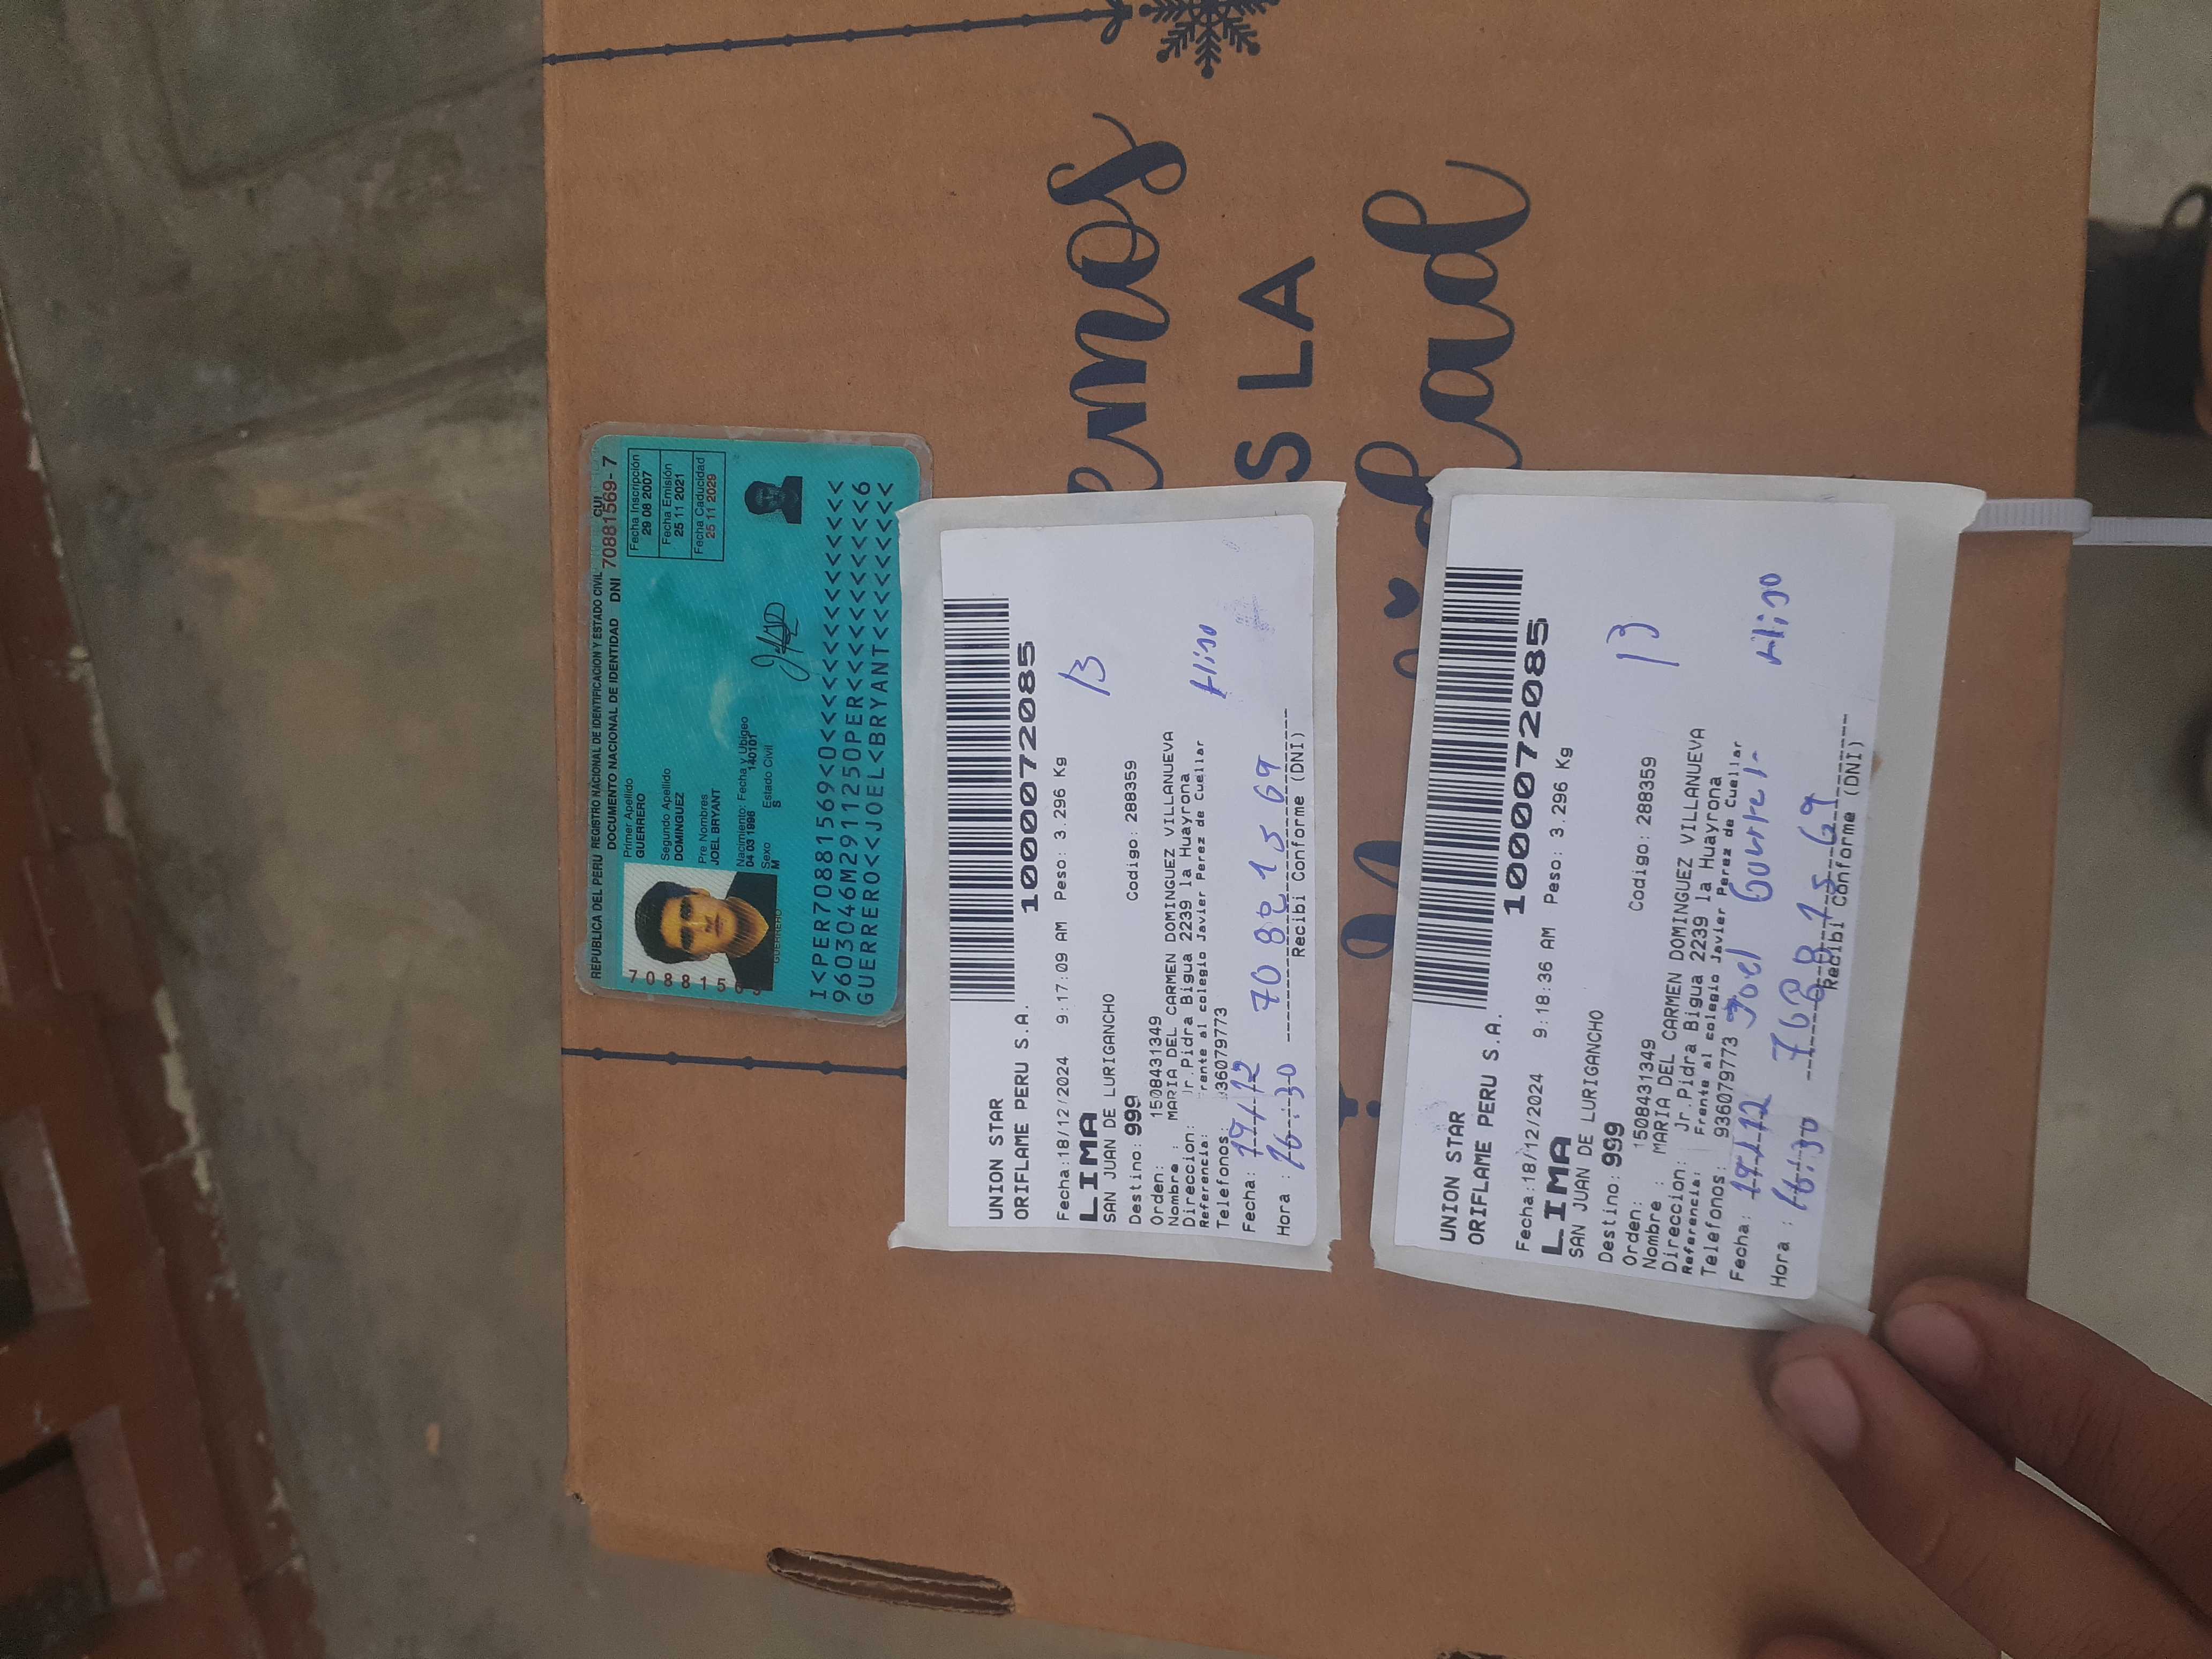 REPUBLICA DEL PERU REGISTRO NACIONAL DE IDENTIFICACION Y ESTADO CIVIL CUI
DOCUMENTO NACIONAL DE IDENTIDAD DNI 70881569-7
Primer Apellido
GUERRERO
Segundo Apellido
DOMINGUEZ
Pre Nombres
JOEL BRYANT
Nacimiento: Fecha y Ubigeo
04 03 1996 140101
Sexo Estado Civil
M S
Fecha Inscripción
29 08 2007
Fecha Emisión
25 11 2021
Fecha Caducidad
25 11 2029
GUERRERO
I<PER70881569<0<<<<<<<<<<<<<<<
9603046M2911250PER<<<<<<<<<<<6
GUERRERO<<JOEL<BRYANT<<<<<<<<<
emos
S LA
UNION STAR
ORIFLAME PERU S.A.
1000072085
Fecha:18/12/2024 9:17:09 AM Peso: 3.296 Kg
LIMA
13
SAN JUAN DE LURIGANCHO
Destino: 999 Codigo: 288359
Orden: 1508431349
Nombre : MARIA DEL CARMEN DOMINGUEZ VILLANUEVA
Direccion: Jr.Pidra Bigua 2239 la Huayrona
Referencia: Frente al colegio Javier Perez de Cuellar
Telefonos: 936079773
Fecha: 19/12 70881569
Hora : 16:30
Recibi Conforme (DNI)
UNION STAR
ORIFLAME PERU S.A.
1000072085
Fecha:18/12/2024 9:18:36 AM Peso: 3.296 Kg
LIMA
13
SAN JUAN DE LURIGANCHO
Destino: 999 Codigo: 288359
Orden: 1508431349
Nombre : MARIA DEL CARMEN DOMINGUEZ VILLANUEVA
Direccion: Jr.Pidra Bigua 2239 la Huayrona
Referencia: Frente al colegio Javier Perez de Cuellar
Telefonos: 936079773 Joel
Fecha: 19/12
Hora : 16:30
Recibi Conforme (DNI)